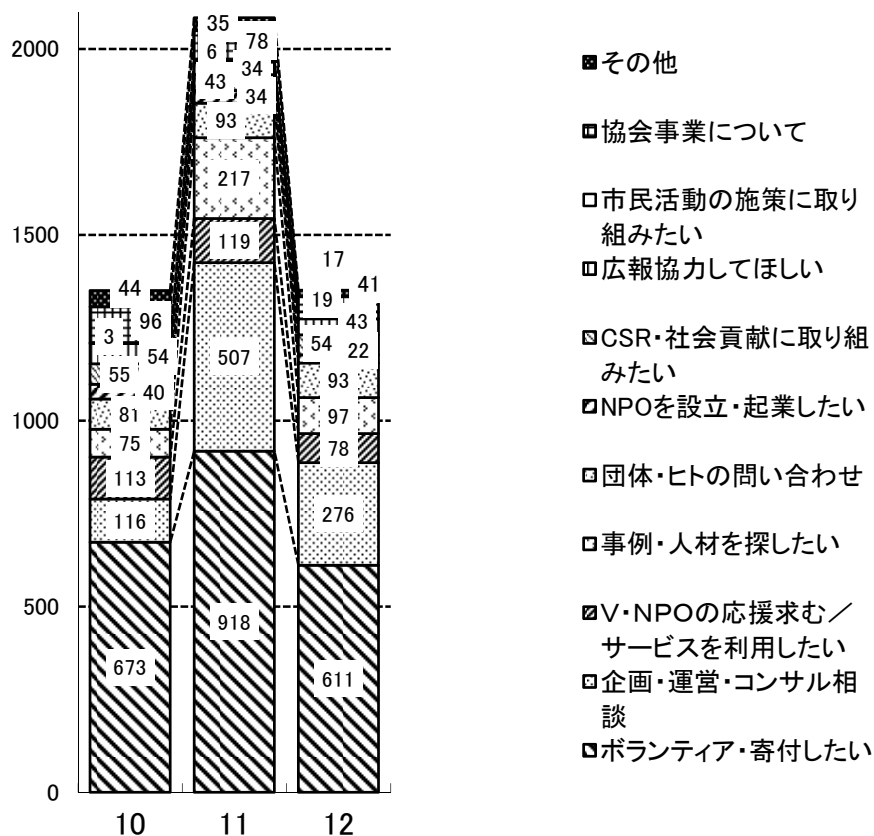 2000
1500
1000
500
0
35
6
78
43
34
34
93
217
119
507
918
44
96
3
54
55
40
81
75
113
116
673
17
41
19
43
54
22
93
97
78
276
611
10
11
12
その他
協会事業について
市民活動の施策に取り
組みたい
広報協力してほしい
CSR・社会貢献に取り組
みたい
NPOを設立・起業したい
団体・ヒトの問い合わせ
事例・人材を探したい
V・NPOの応援求む／
サービスを利用したい
企画・運営・コンサル相
談
ボランティア・寄付したい